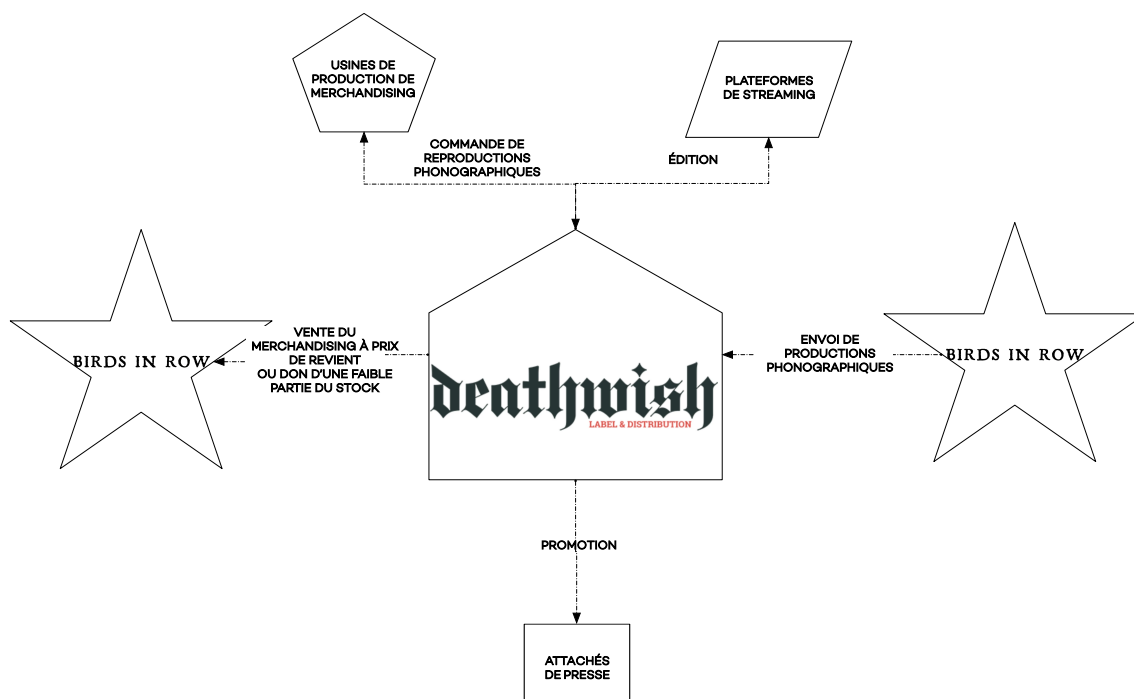 USINES DE
PRODUCTION DE
MERCHANDISING
PLATEFORMES
DE STREAMING
COMMANDE DE
REPRODUCTIONS
PHONOGRAPHIQUES
ÉDITION
BIRDS IN ROW
VENTE DU
MERCHANDISING À PRIX
DE REVIENT
OU DON D'UNE FAIBLE
PARTIE DU STOCK
deathwish
LABEL & DISTRIBUTION
ENVOI DE
PRODUCTIONS
PHONOGRAPHIQUES
BIRDS IN ROW
PROMOTION
ATTACHÉS
DE PRESSE